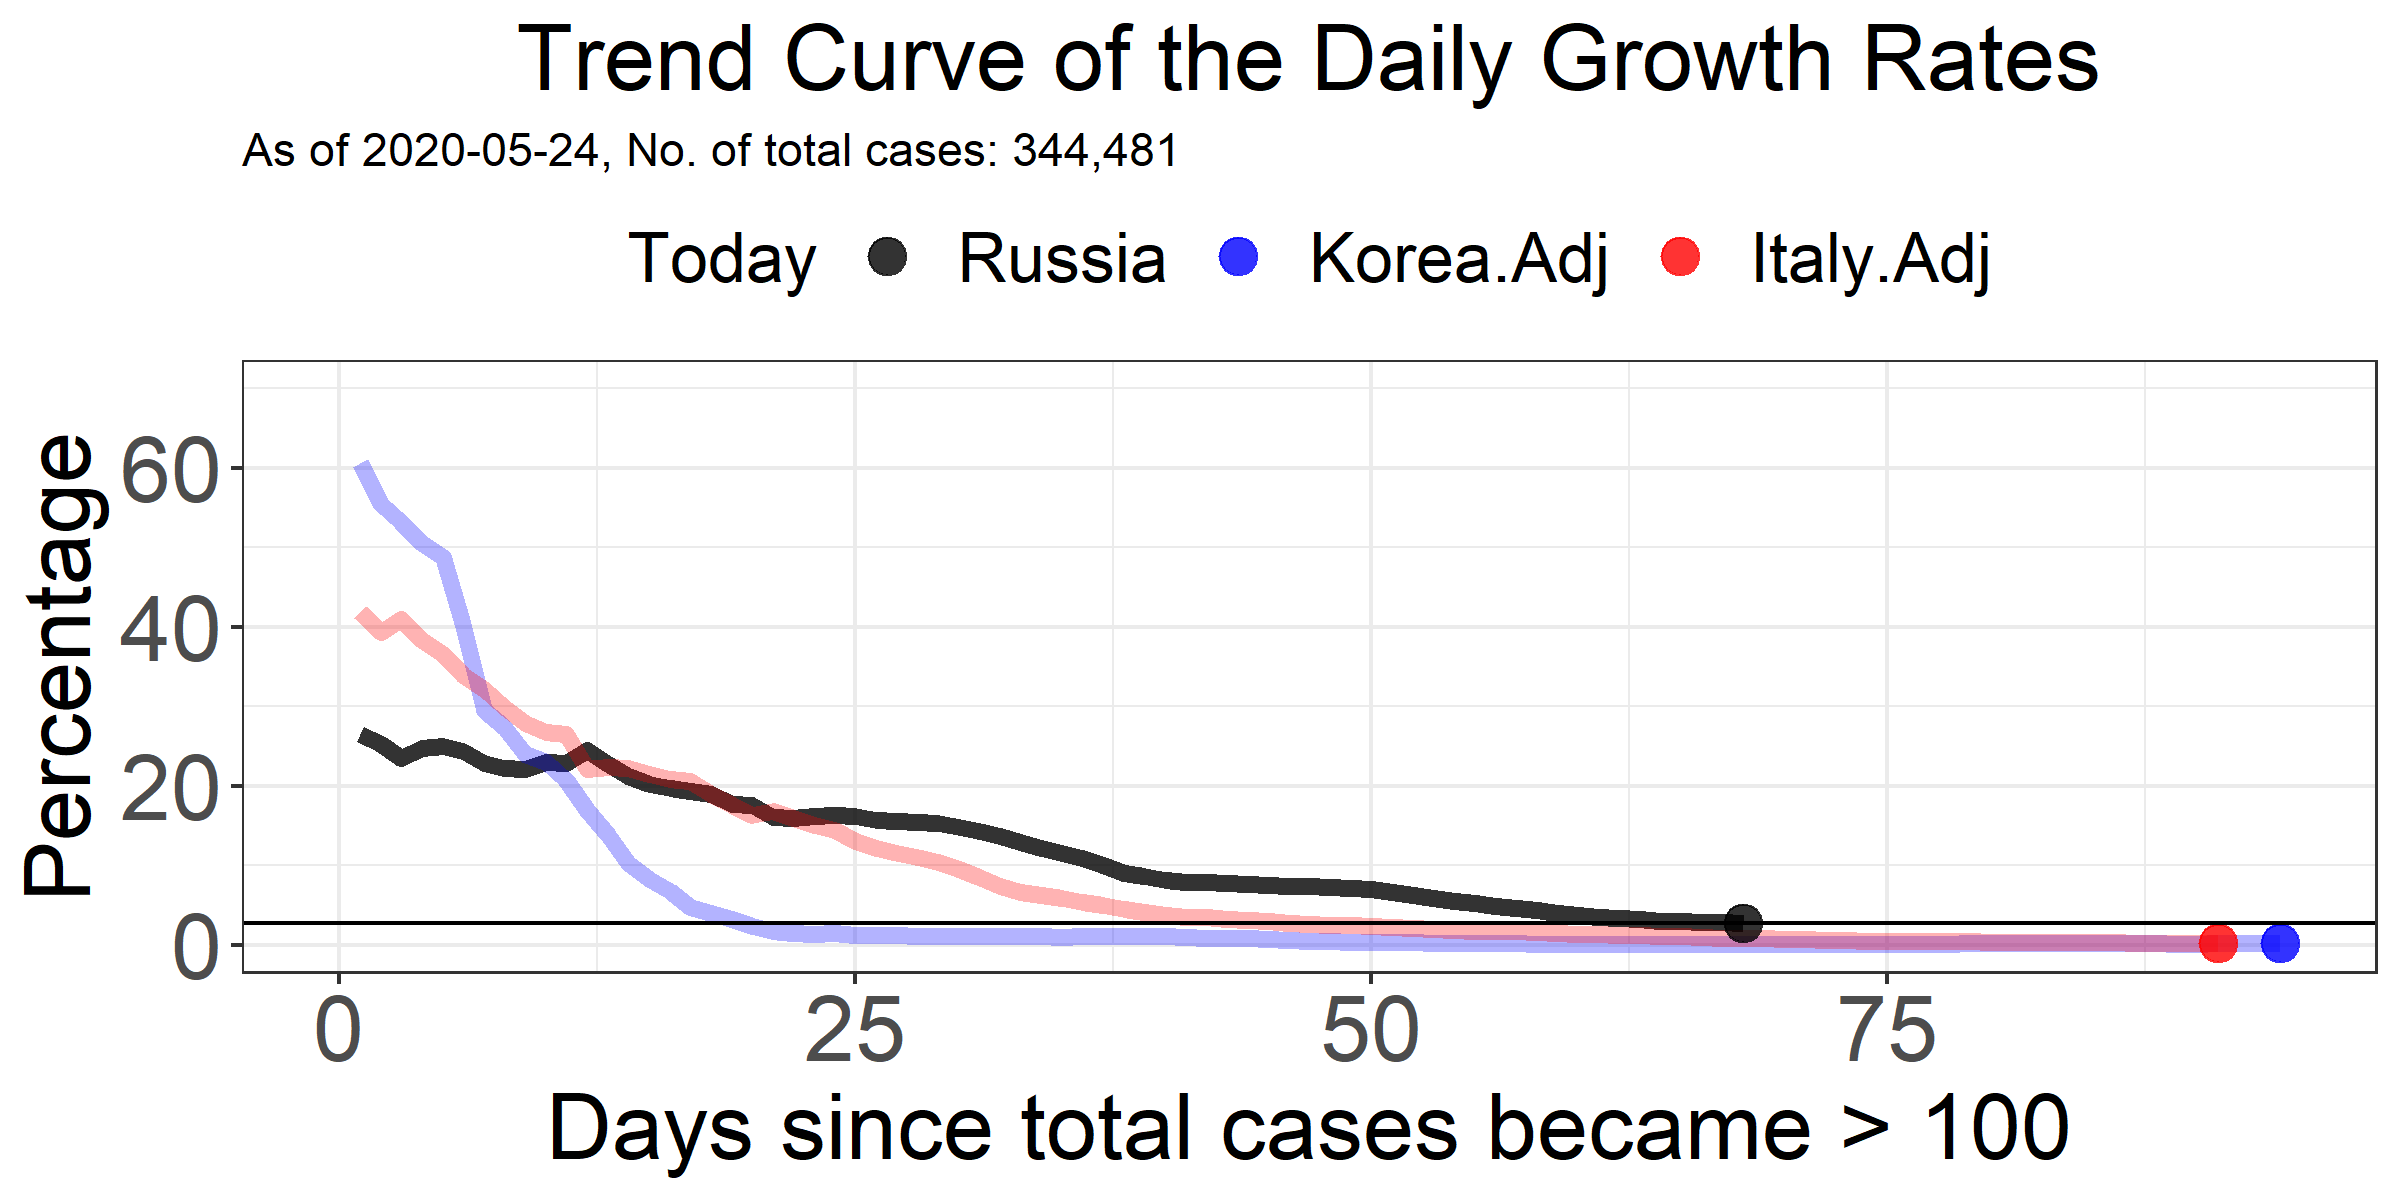 Trend Curve of the Daily Growth Rates
As of 2020-05-24, No. of total cases: 344,481
Today Russia Korea.Adj Italy.Adj
Percentage
60
40
20
0
0 25 50 75
Days since total cases became > 100